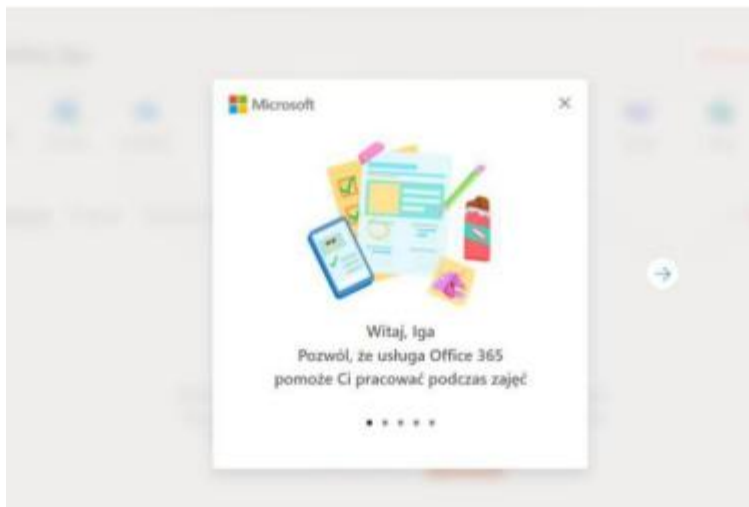 Microsoft
Witaj, Iga
Pozwól, że usługa Office 365
pomoże Ci pracować podczas zajęć